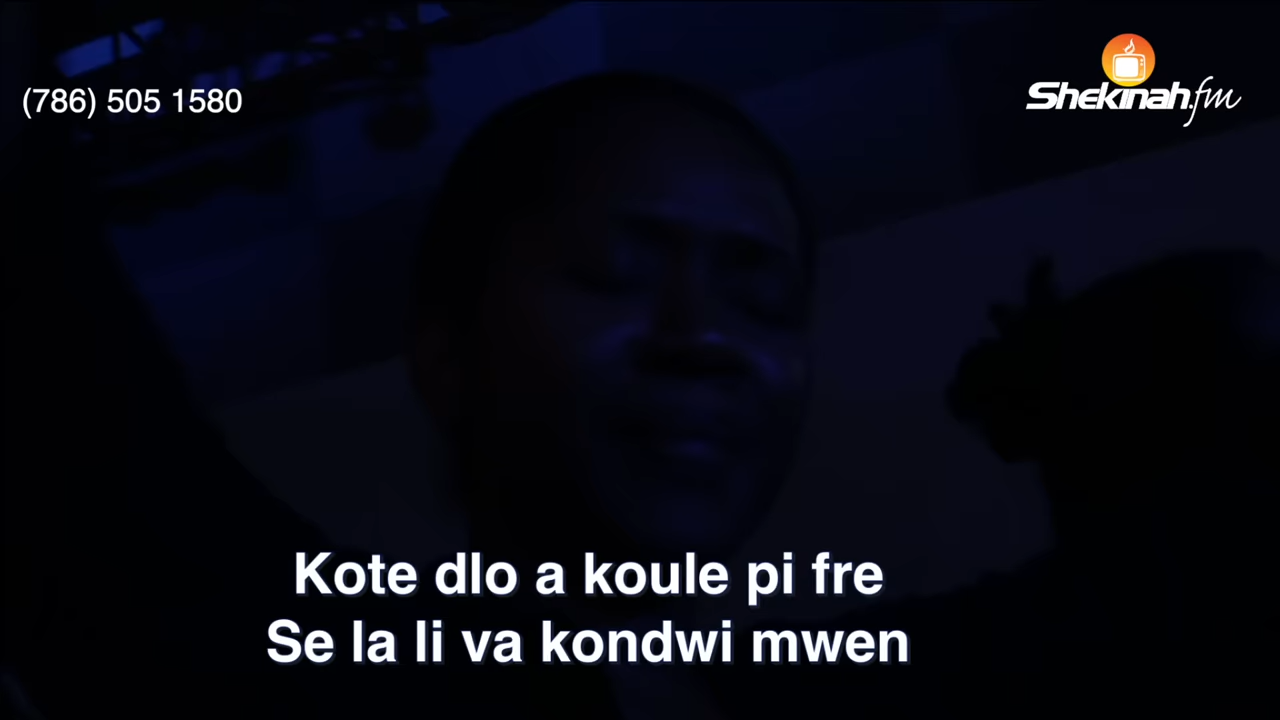 (786) 505 1580
Shekinah.fm
Kote dlo a koule pi fre
Se la li va kondwi mwen